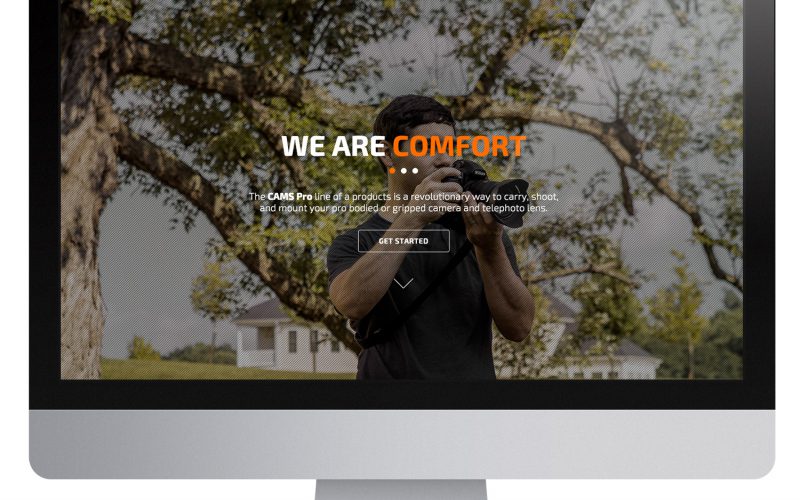 WE ARE COMFORT
The CAMS Pro line of a products is a revolutionary way to carry, shoot,
and mount your pro bodied or gripped camera and telephoto lens.
GET STARTED